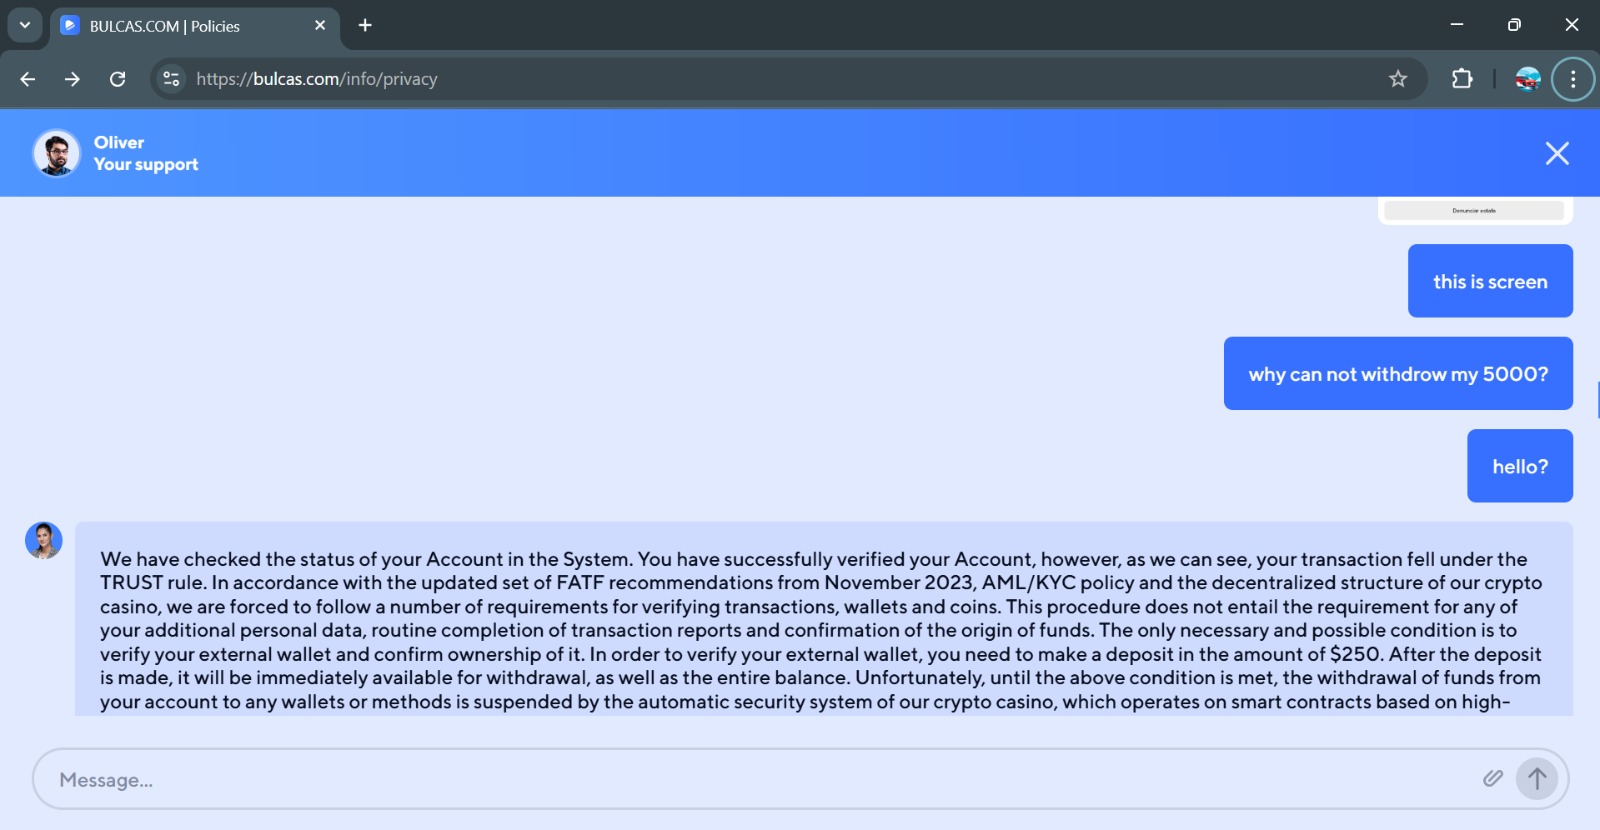 BULCAS.COM | Policies
https://bulcas.com/info/privacy
Oliver
Your support
Denunciar estafa
this is screen
why can not withdrow my 5000?
hello?
We have checked the status of your Account in the System. You have successfully verified your Account, however, as we can see, your transaction fell under the
TRUST rule. In accordance with the updated set of FATF recommendations from November 2023, AML/KYC policy and the decentralized structure of our crypto
casino, we are forced to follow a number of requirements for verifying transactions, wallets and coins. This procedure does not entail the requirement for any of
your additional personal data, routine completion of transaction reports and confirmation of the origin of funds. The only necessary and possible condition is to
verify your external wallet and confirm ownership of it. In order to verify your external wallet, you need to make a deposit in the amount of $250. After the deposit
is made, it will be immediately available for withdrawal, as well as the entire balance. Unfortunately, until the above condition is met, the withdrawal of funds from
your account to any wallets or methods is suspended by the automatic security system of our crypto casino, which operates on smart contracts based on high-
Message...